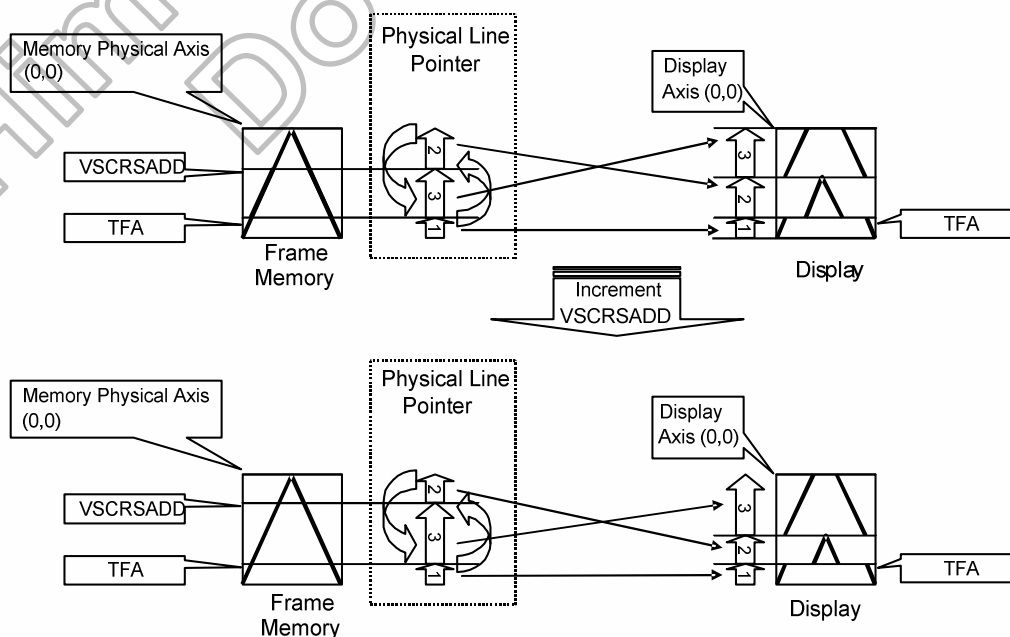 Memory Physical Axis
(0,0)
Physical Line
Pointer
Display
Axis (0,0)
VSCRSADD
TFA
2
3
1
3
2
1
TFA
Frame
Memory
Display
Increment
VSCRSADD
Memory Physical Axis
(0,0)
Physical Line
Pointer
Display
Axis (0,0)
VSCRSADD
TFA
2
3
1
3
2
1
TFA
Frame
Memory
Display